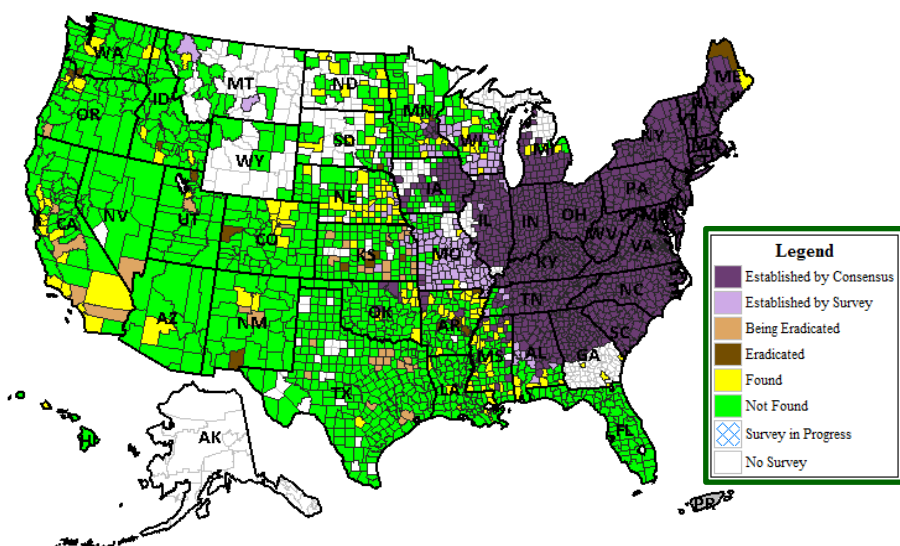 WA
MT
ND
MN
ME
OR
ID
SD
WI
MI
NY
VT
NH
MA
WY
IA
NE
PA
NJ
NV
UT
CO
IL
IN
OH
MD
CA
KS
MO
WV
VA
KY
AZ
NM
OK
AR
TN
NC
SC
MS
AL
GA
TX
LA
FL
HI
AK
PR
Legend
Established by Consensus
Established by Survey
Being Eradicated
Eradicated
Found
Not Found
Survey in Progress
No Survey